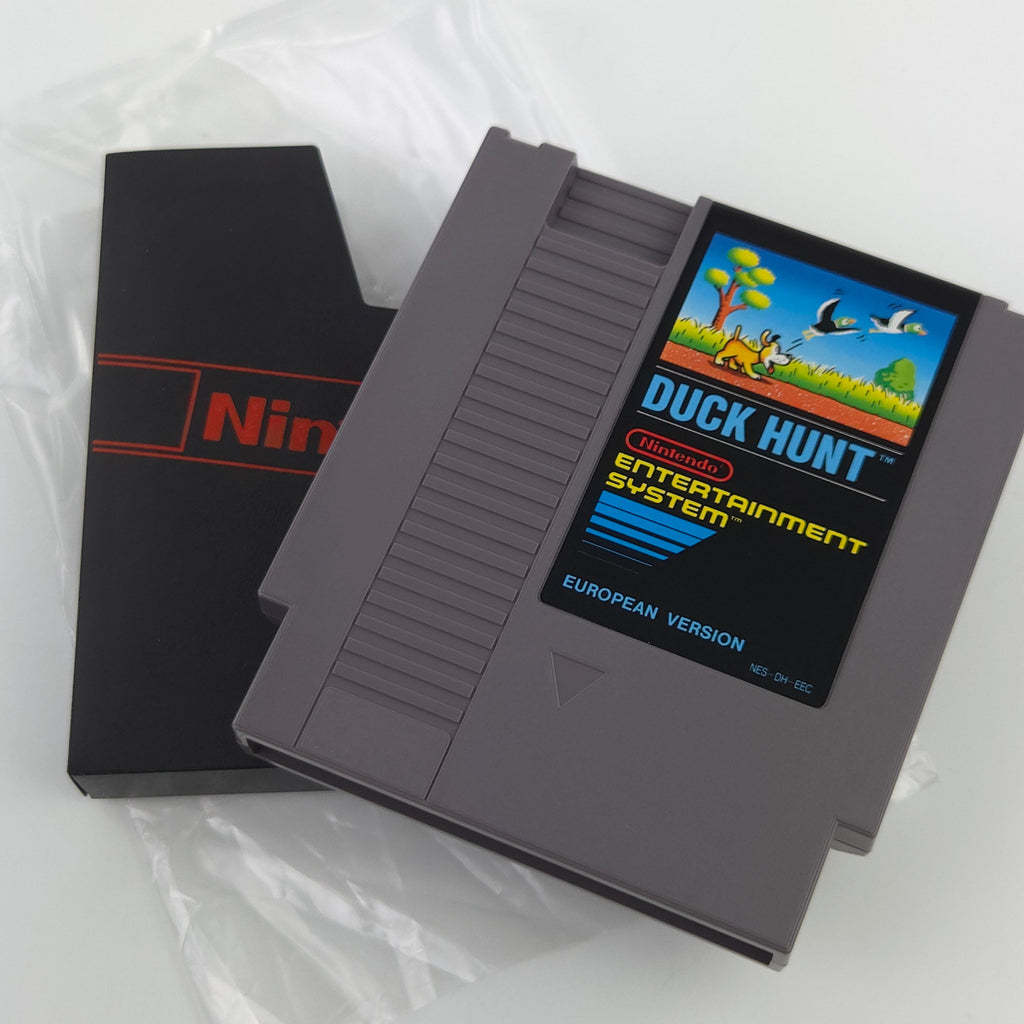 Nin
DUCK HUNT™
Nintendo®
ENTERTAINMENT
SYSTEM™
EUROPEAN VERSION
NES-DH-EEC